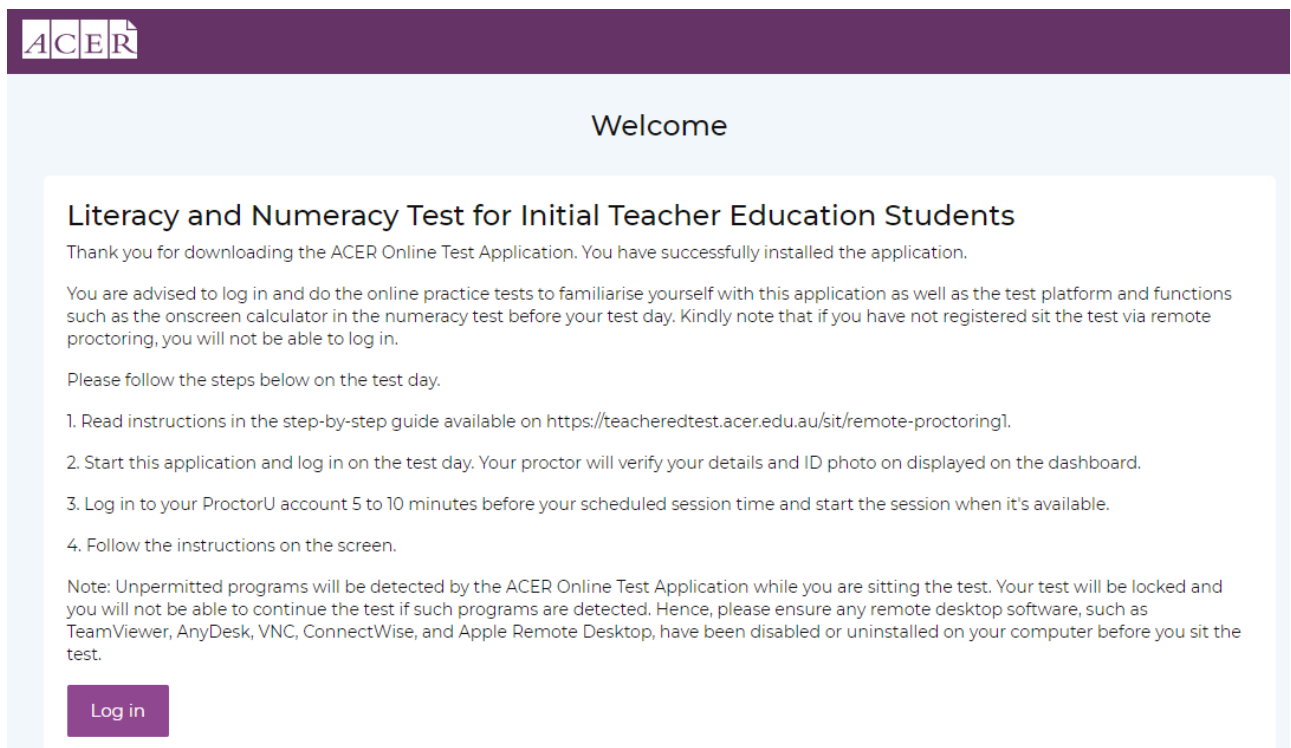 ACER
Welcome
Literacy and Numeracy Test for Initial Teacher Education Students
Thank you for downloading the ACER Online Test Application. You have successfully installed the application.
You are advised to log in and do the online practice tests to familiarise yourself with this application as well as the test platform and functions
such as the onscreen calculator in the numeracy test before your test day. Kindly note that if you have not registered sit the test via remote
proctoring, you will not be able to log in.
Please follow the steps below on the test day.
1. Read instructions in the step-by-step guide available on https://teacheredtest.acer.edu.au/sit/remote-proctoring1.
2. Start this application and log in on the test day. Your proctor will verify your details and ID photo on displayed on the dashboard.
3. Log in to your ProctorU account 5 to 10 minutes before your scheduled session time and start the session when it's available.
4. Follow the instructions on the screen.
Note: Unpermitted programs will be detected by the ACER Online Test Application while you are sitting the test. Your test will be locked and
you will not be able to continue the test if such programs are detected. Hence, please ensure any remote desktop software, such as
TeamViewer, AnyDesk, VNC, ConnectWise, and Apple Remote Desktop, have been disabled or uninstalled on your computer before you sit the
test.
Log in